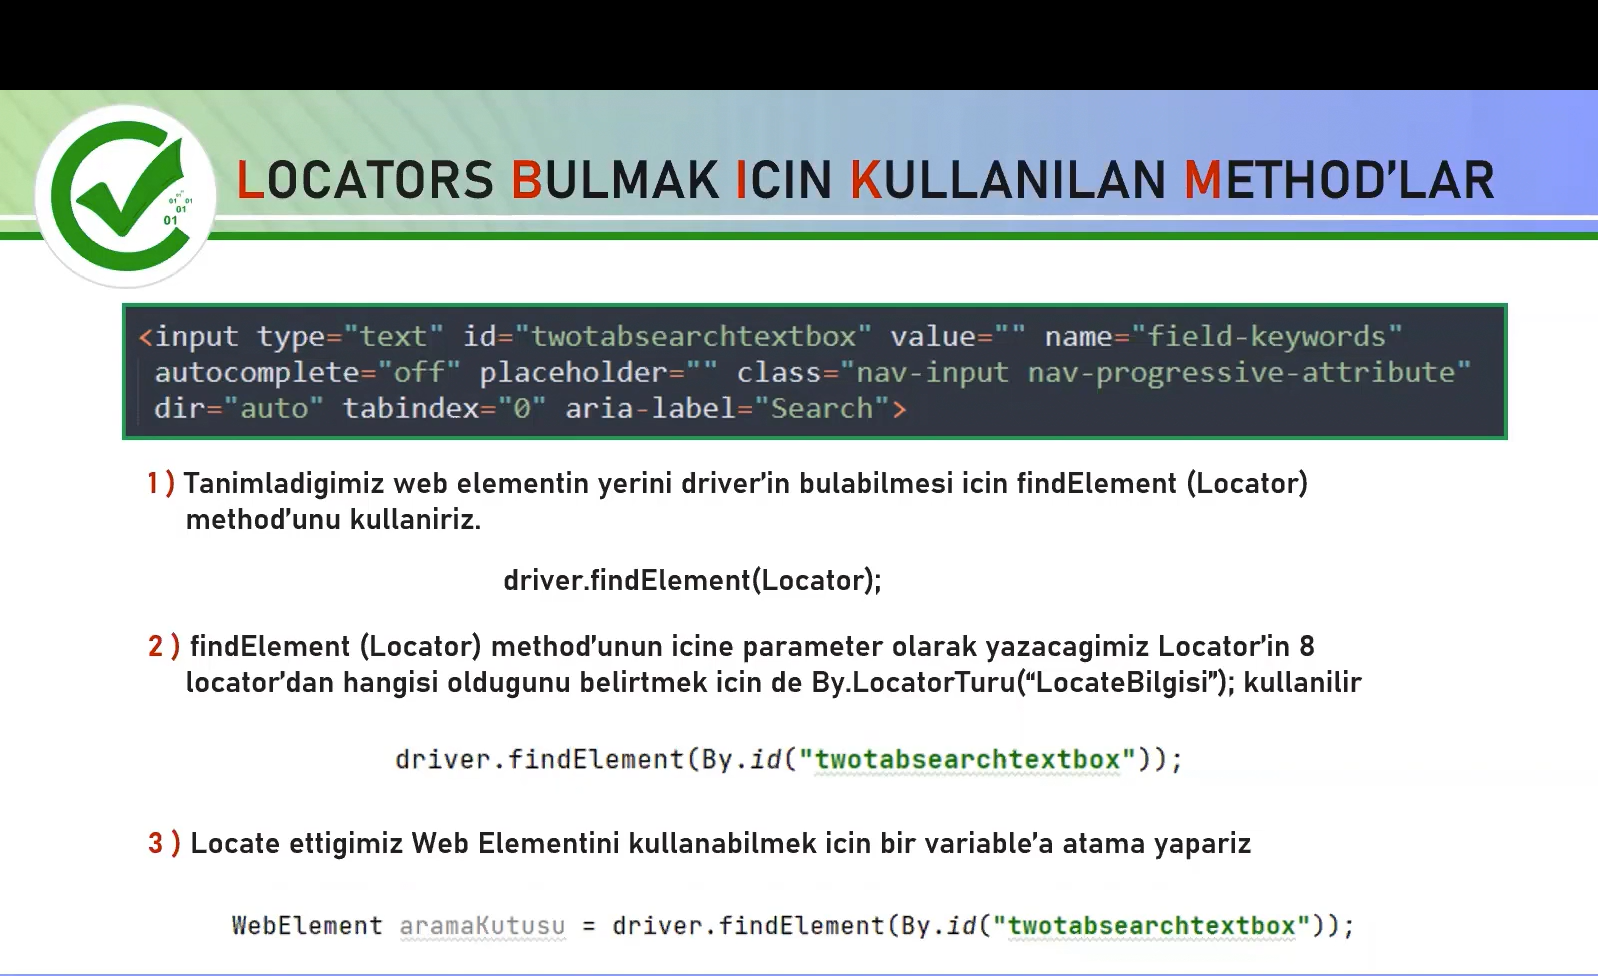 LOCATORS BULMAK ICIN KULLANILAN METHOD'LAR
01 01
01
01
<input type="text" id="twotabsearchtextbox" value="" name="field-keywords"
autocomplete="off" placeholder="" class="nav-input nav-progressive-attribute"
dir="auto" tabindex="0" aria-label="Search">
1 ) Tanimladigimiz web elementin yerini driver'in bulabilmesi icin findElement (Locator)
method'unu kullaniriz.
driver.findElement(Locator);
2 ) findElement (Locator) method'unun icine parameter olarak yazacagimiz Locator'in 8
locator'dan hangisi oldugunu belirtmek icin de By.LocatorTuru(“LocateBilgisi”); kullanilir
driver.findElement(By.id("twotabsearchtextbox"));
3 ) Locate ettigimiz Web Elementini kullanabilmek icin bir variable'a atama yapariz
WebElement aramaKutusu = driver.findElement(By.id("twotabsearchtextbox"));